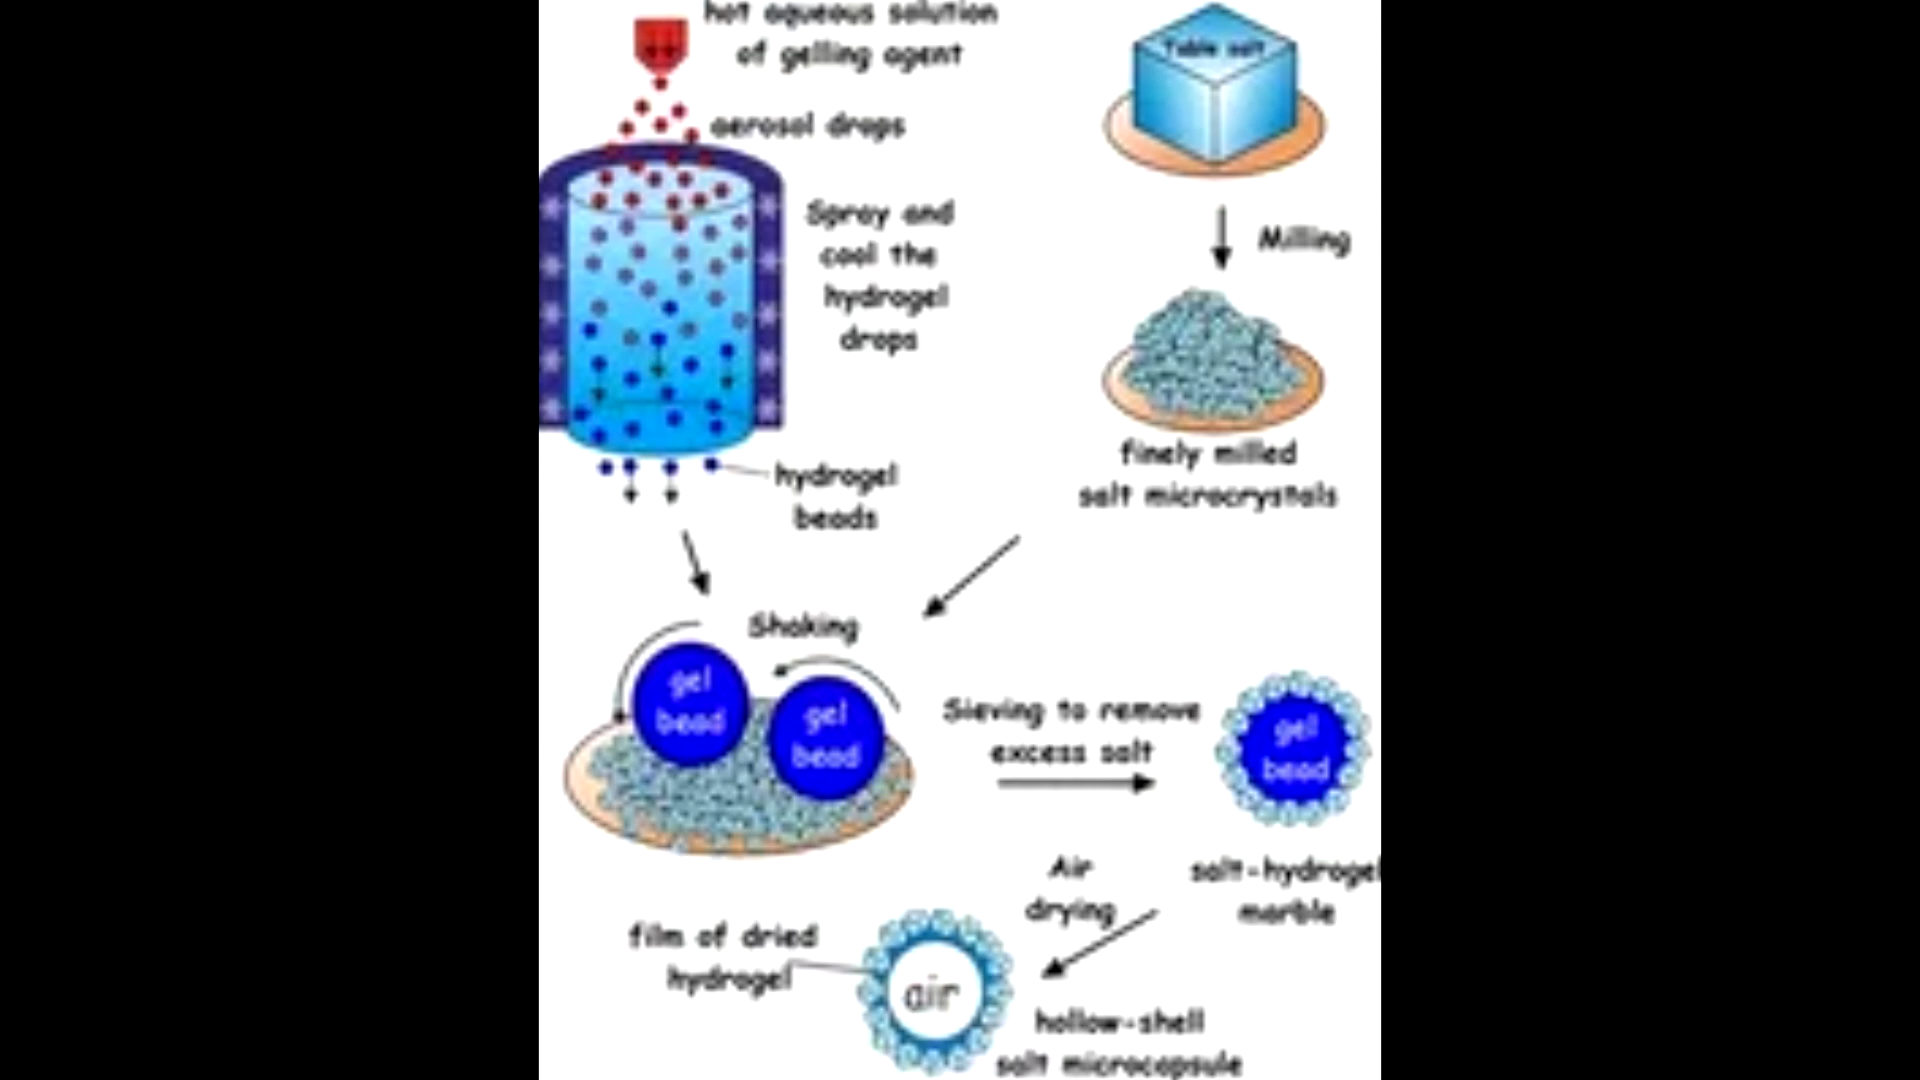 hot aqueous solution
of gelling agent
aerosol drops
Table salt
Spray and
cool the
hydrogel
drops
Milling
finely milled
salt microcrystals
hydrogel
beads
Shaking
gel
bead
gel
bead
Sieving to remove
excess salt
gel
bead
salt-hydrogel
marble
Air
drying
film of dried
hydrogel
air
hollow-shell
salt microcapsule